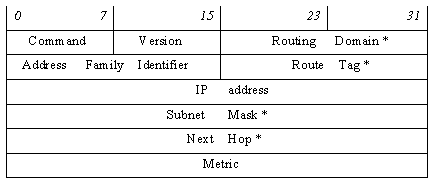 0 7 15 23 31
Command Version Routing Domain *
Address Family Identifier Route Tag *
IP address
Subnet Mask *
Next Hop *
Metric